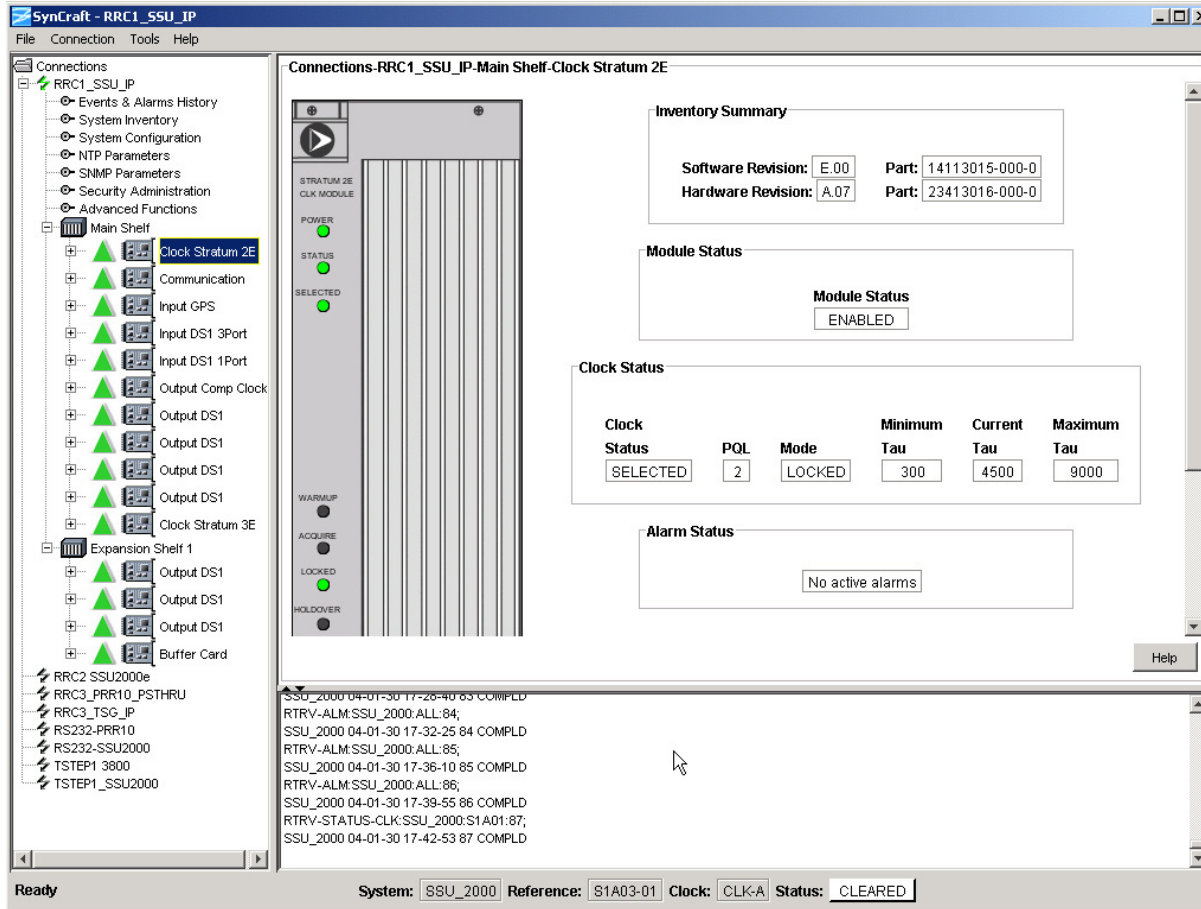 SynCraft - RRC1_SSU_IP
File Connection Tools Help
Connections
RRC1_SSU_IP
Events & Alarms History
System Inventory
System Configuration
NTP Parameters
SNMP Parameters
Security Administration
Advanced Functions
Main Shelf
Clock Stratum 2E
Communication
Input GPS
Input DS1 3Port
Input DS1 1Port
Output Comp Clock
Output DS1
Output DS1
Output DS1
Output DS1
Clock Stratum 3E
Expansion Shelf 1
Output DS1
Output DS1
Output DS1
Buffer Card
RRC2 SSU2000e
RRC3_PRR10_PSTHRU
RRC3_TSG_IP
RS232-PRR10
RS232-SSU2000
TSTEP1 3800
TSTEP1_SSU2000
Connections-RRC1_SSU_IP-Main Shelf-Clock Stratum 2E
STRATUM 2E
CLK MODULE
POWER
STATUS
SELECTED
WARMUP
ACQUIRE
LOCKED
HOLDOVER
Inventory Summary
Software Revision: E.00 Part: 14113015-000-0
Hardware Revision: A.07 Part: 23413016-000-0
Module Status
Module Status
ENABLED
Clock Status
Clock Minimum Current Maximum
Status PQL Mode Tau Tau Tau
SELECTED 2 LOCKED 300 4500 9000
Alarm Status
No active alarms
Help
SSU_2000 04-01-30 17-28-40 83 COMPLD
RTRV-ALM:SSU_2000:ALL:84;
SSU_2000 04-01-30 17-32-25 84 COMPLD
RTRV-ALM:SSU_2000:ALL:85;
SSU_2000 04-01-30 17-36-10 85 COMPLD
RTRV-ALM:SSU_2000:ALL:86;
SSU_2000 04-01-30 17-39-55 86 COMPLD
RTRV-STATUS-CLK:SSU_2000:S1A01:87;
SSU_2000 04-01-30 17-42-53 87 COMPLD
Ready System: SSU_2000 Reference: S1A03-01 Clock: CLK-A Status: CLEARED